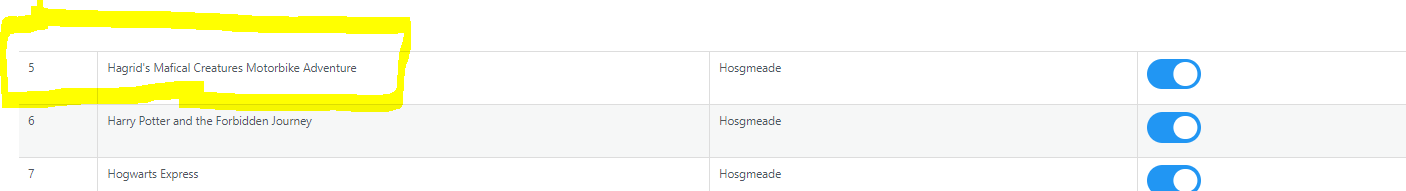 5 Hagrid's Mafical Creatures Motorbike Adventure Hosgmeade
6 Harry Potter and the Forbidden Journey Hosgmeade
7 Hogwarts Express Hosgmeade